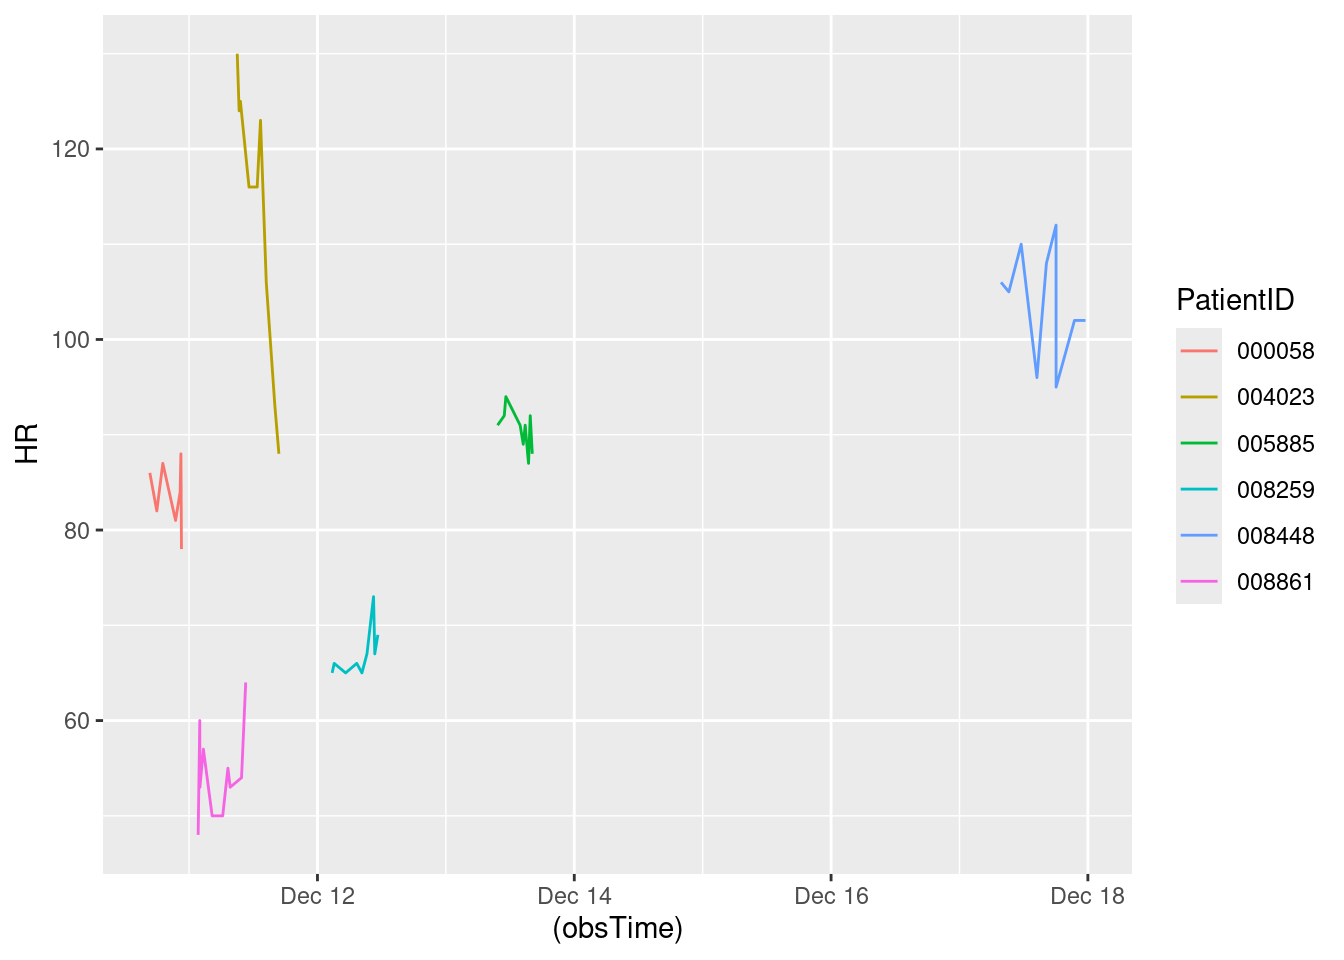 120
100
80
60
HR
Dec 12
Dec 14
Dec 16
Dec 18
(obsTime)
PatientID
000058
004023
005885
008259
008448
008861